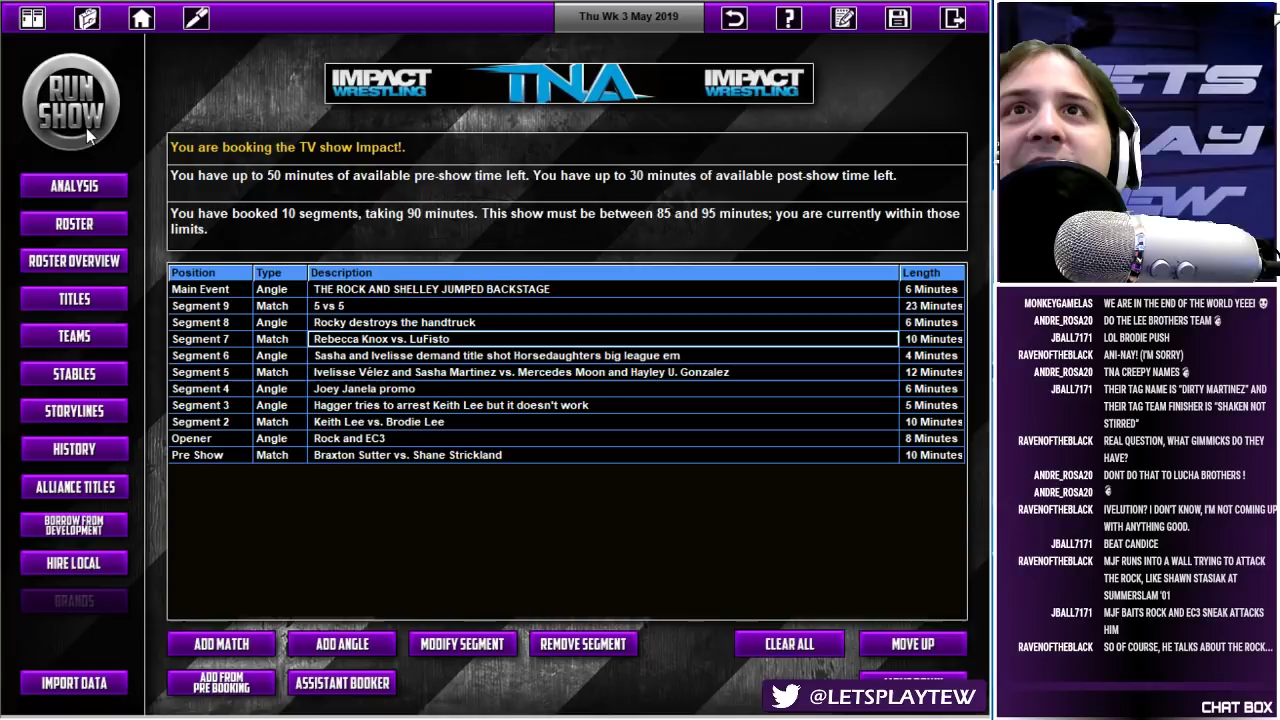 Thu Wk 3 May 2019
RUN
SHOW
IMPACT
WRESTLING
TNA
IMPACT
WRESTLING
You are booking the TV show Impact!.
You have up to 50 minutes of available pre-show time left. You have up to 30 minutes of available post-show time left.
You have booked 10 segments, taking 90 minutes. This show must be between 85 and 95 minutes; you are currently within those
limits.
ANALYSIS
ROSTER
ROSTER OVERVIEW
TITLES
TEAMS
STABLES
STORYLINES
HISTORY
ALLIANCE TITLES
BORROW FROM
DEVELOPMENT
HIRE LOCAL
BRANDS
IMPORT DATA
Position Type Description Length
Main Event Angle THE ROCK AND SHELLEY JUMPED BACKSTAGE 6 Minutes
Segment 9 Match 5 vs 5 23 Minutes
Segment 8 Angle Rocky destroys the handtruck 6 Minutes
Segment 7 Match Rebecca Knox vs. LuFisto 10 Minutes
Segment 6 Angle Sasha and Ivelisse demand title shot Horsedaughters big league em 4 Minutes
Segment 5 Match Ivelisse Vélez and Sasha Martinez vs. Mercedes Moon and Hayley U. Gonzalez 12 Minutes
Segment 4 Angle Joey Janela promo 6 Minutes
Segment 3 Angle Hagger tries to arrest Keith Lee but it doesn't work 5 Minutes
Segment 2 Match Keith Lee vs. Brodie Lee 10 Minutes
Opener Angle Rock and EC3 8 Minutes
Pre Show Match Braxton Sutter vs. Shane Strickland 10 Minutes
ADD MATCH
ADD ANGLE
MODIFY SEGMENT
REMOVE SEGMENT
CLEAR ALL
MOVE UP
ADD FROM
PRE BOOKING
ASSISTANT BOOKER
@LETSPLAYTEW
MONKEYGAMELAS WE ARE IN THE END OF THE WORLD YEEE!
ANDRE_ROSA20 DO THE LEE BROTHERS TEAM
JBALL7171 LOL BRODIE PUSH
RAVENOFTHEBLACK ANI-NAY! (I'M SORRY)
ANDRE_ROSA20 TNA CREEPY NAMES
JBALL7171 THEIR TAG NAME IS "DIRTY MARTINEZ" AND
THEIR TAG TEAM FINISHER IS "SHAKEN NOT
STIRRED"
RAVENOFTHEBLACK REAL QUESTION, WHAT GIMMICKS DO THEY
HAVE?
ANDRE_ROSA20 DONT DO THAT TO LUCHA BROTHERS !
ANDRE_ROSA20
RAVENOFTHEBLACK IVELUTION? I DON'T KNOW, I'M NOT COMING UP
WITH ANYTHING GOOD.
JBALL7171 BEAT CANDICE
RAVENOFTHEBLACK MJF RUNS INTO A WALL TRYING TO ATTACK
THE ROCK, LIKE SHAWN STASIAK AT
SUMMERSLAM '01
JBALL7171 MJF BAITS ROCK AND EC3 SNEAK ATTACKS
HIM
RAVENOFTHEBLACK SO OF COURSE, HE TALKS ABOUT THE ROCK...
CHAT BOX